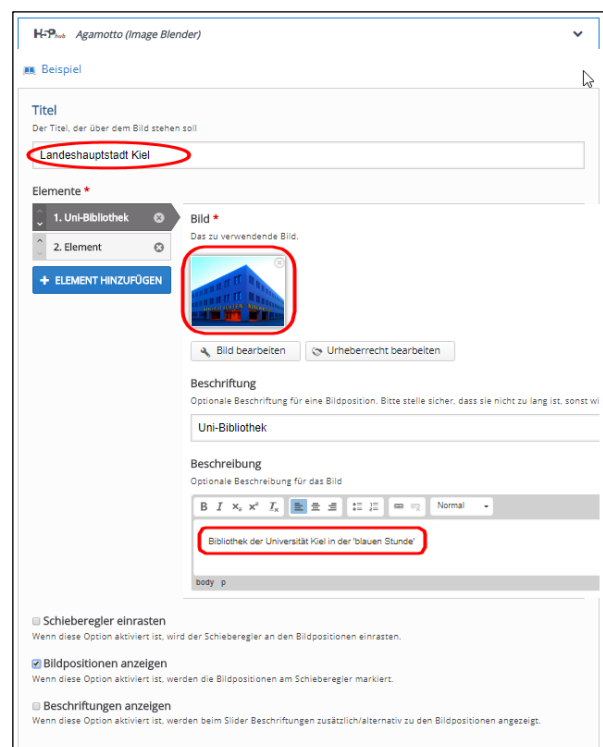 H-5Phub Agamotto (Image Blender)
Beispiel
Titel
Der Titel, der über dem Bild stehen soll
Landeshauptstadt Kiel
Elemente *
1. Uni-Bibliothek
2. Element
+ ELEMENT HINZUFÜGEN
Bild *
Das zu verwendende Bild.
Bild bearbeiten
Urheberrecht bearbeiten
Beschriftung
Optionale Beschriftung für eine Bildposition. Bitte stelle sicher, dass sie nicht zu lang ist, sonst wi
Uni-Bibliothek
Beschreibung
Optionale Beschreibung für das Bild
B I x₂ x² Tx Normal
Bibliothek der Universität Kiel in der 'blauen Stunde'
body p
Schieberegler einrasten
Wenn diese Option aktiviert ist, wird der Schieberegler an den Bildpositionen einrasten.
Bildpositionen anzeigen
Wenn diese Option aktiviert ist, werden die Bildpositionen am Schieberegler markiert.
Beschriftungen anzeigen
Wenn diese Option aktiviert ist, werden beim Slider Beschriftungen zusätzlich/alternativ zu den Bildpositionen angezeigt.